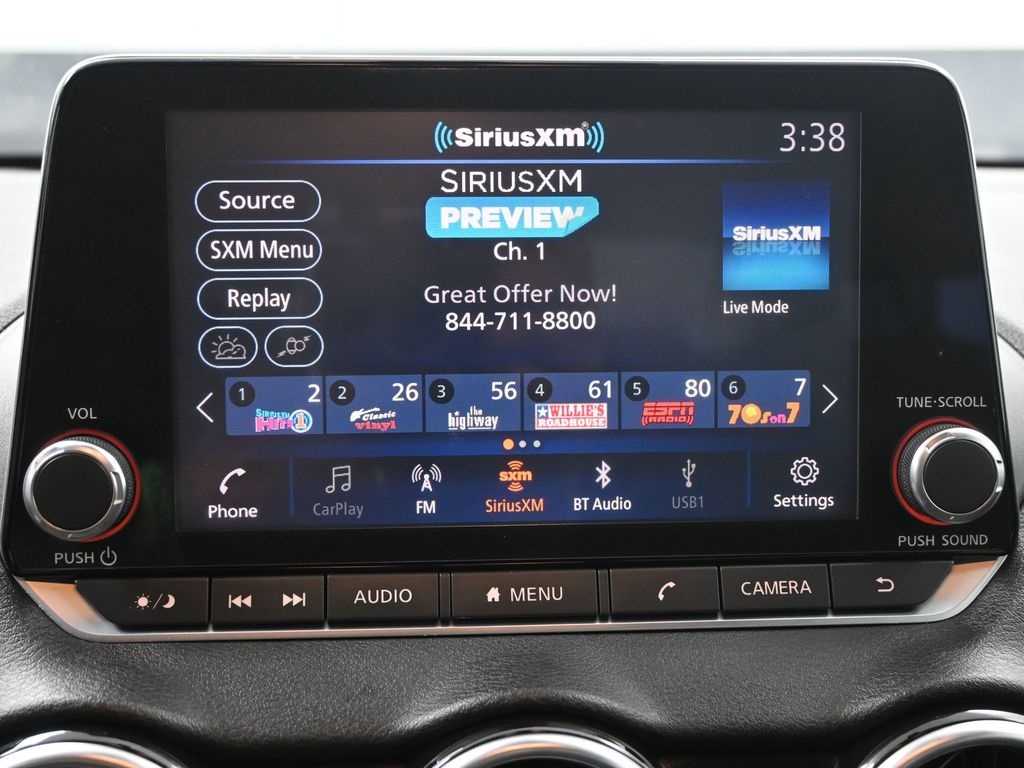 SiriusXM®
3:38
Source
SXM Menu
Replay
SIRIUSXM
PREVIEW
Ch. 1
Great Offer Now!
844-711-8800
SiriusXM
Live Mode
1 2
SiriusXM
Hits 1
2 26
Classic
vinyl
3 56
the
highway
4 61
WILLIE'S
ROADHOUSE
5 80
ESPN
RADIO
6 7
70s on 7
Phone
CarPlay
FM
sxm
SiriusXM
BT Audio
USB1
Settings
VOL
PUSH
TUNE·SCROLL
PUSH SOUND
AUDIO
MENU
CAMERA